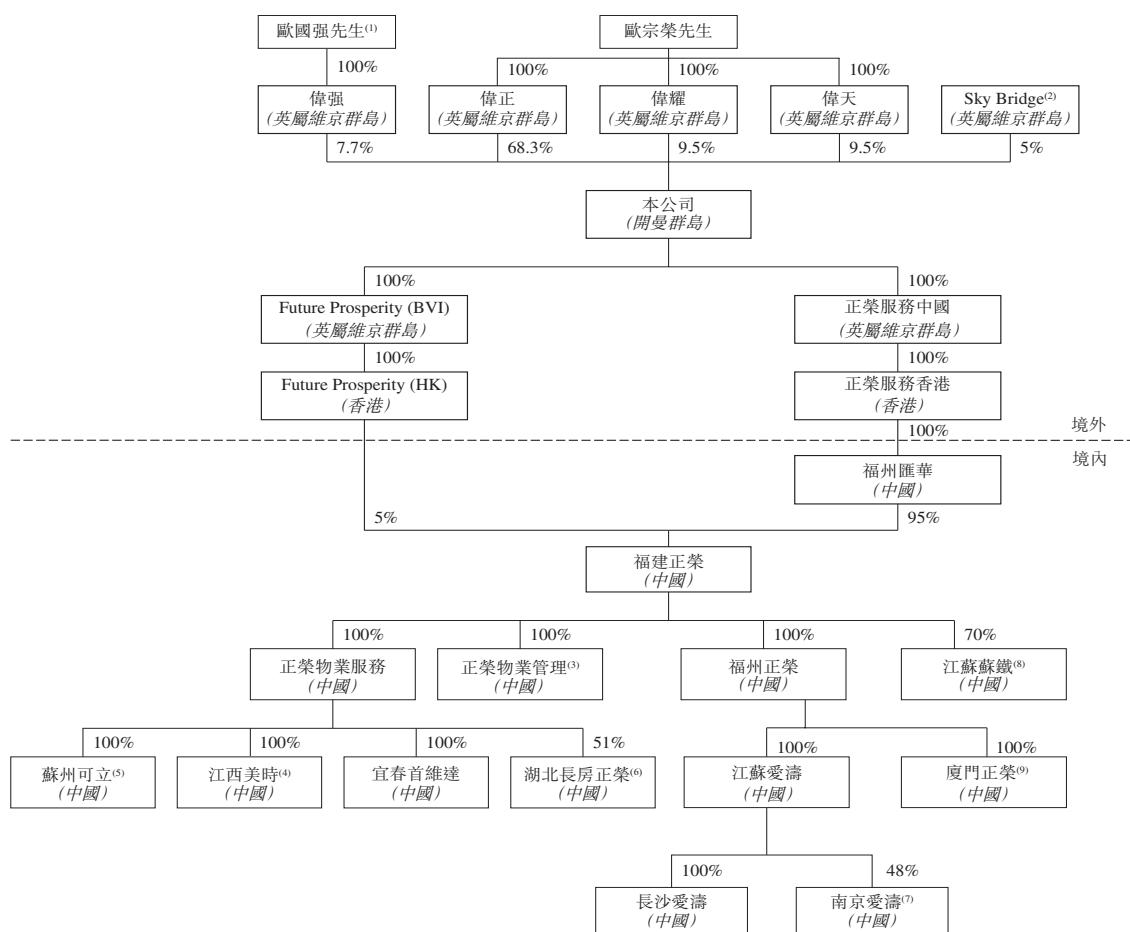 歐國强先生(1)
歐宗榮先生
100%
100%
100%
100%
偉强
(英屬維京群島)
偉正
(英屬維京群島)
偉耀
(英屬維京群島)
偉天
(英屬維京群島)
Sky Bridge(2)
(英屬維京群島)
7.7%
68.3%
9.5%
9.5%
5%
本公司
(開曼群島)
100%
100%
Future Prosperity (BVI)
(英屬維京群島)
正榮服務中國
(英屬維京群島)
100%
100%
Future Prosperity (HK)
(香港)
正榮服務香港
(香港)
境外
100%
境內
福州匯華
(中國)
5%
95%
福建正榮
(中國)
100%
100%
100%
70%
正榮物業服務
(中國)
正榮物業管理(3)
(中國)
福州正榮
(中國)
江蘇蘇鐵(8)
(中國)
100%
100%
100%
51%
100%
100%
蘇州可立(5)
(中國)
江西美時(4)
(中國)
宜春首維達
(中國)
湖北長房正榮(6)
(中國)
江蘇愛濤
(中國)
廈門正榮(9)
(中國)
100%
48%
長沙愛濤
(中國)
南京愛濤(7)
(中國)